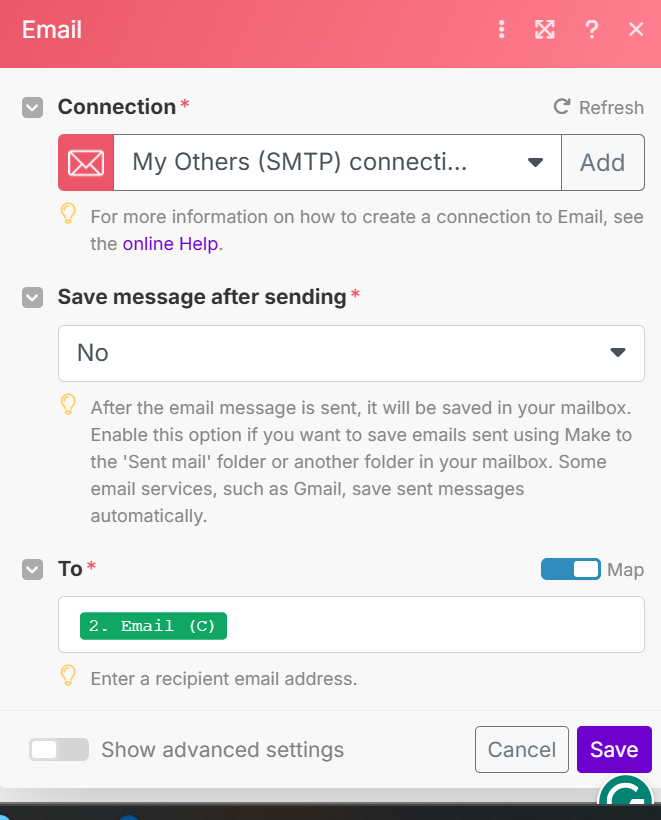 Email
Connection *
Refresh
My Others (SMTP) connecti...
Add
For more information on how to create a connection to Email, see
the online Help.
Save message after sending *
No
After the email message is sent, it will be saved in your mailbox.
Enable this option if you want to save emails sent using Make to
the 'Sent mail' folder or another folder in your mailbox. Some
email services, such as Gmail, save sent messages
automatically.
To *
Map
2. Email (C)
Enter a recipient email address.
Show advanced settings
Cancel
Save